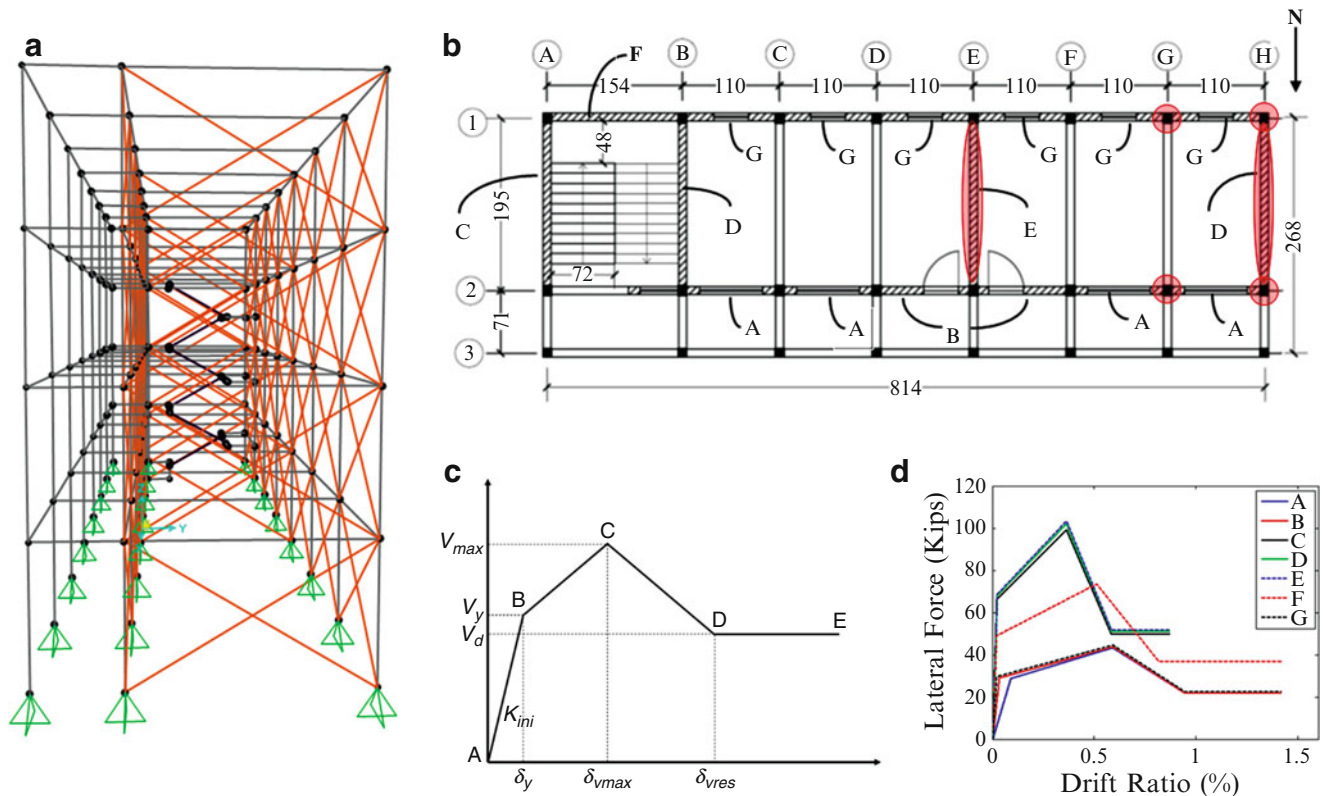 a
Y
b
N
A B C D E F G H
F
154 110 110 110 110 110 110
1
48
G G G G G G
C
195
D
E
D
268
72
2
71
A A B A A
3
814
c
V_max
C
V_y
B
V_d
D E
K_ini
A
δ_y δ_vmax δ_vres
d
Lateral Force (Kips)
120
100
80
60
40
20
0
0 0.5 1 1.5
Drift Ratio (%)
A
B
C
D
E
F
G